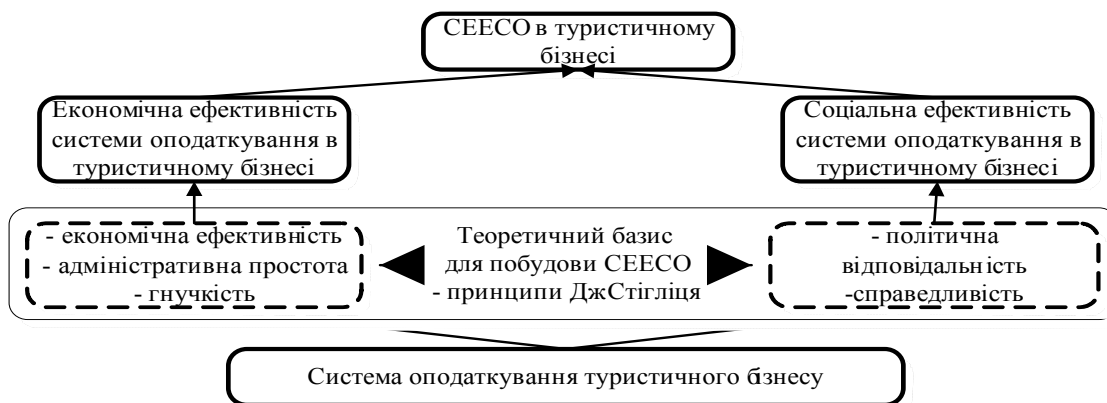 СЕЕСО в туристичному
бізнесі
Економічна ефективність
системи оподаткування в
туристичному бізнесі
Соціальна ефективність
системи оподаткування в
туристичному бізнесі
- економічна ефективність
- адміністративна простота
- гнучкість
Теоретичний базис
для побудови СЕЕСО
- принципи ДжСтігліця
- політична
відповідальність
-справедливість
Система оподаткування туристичного бізнесу